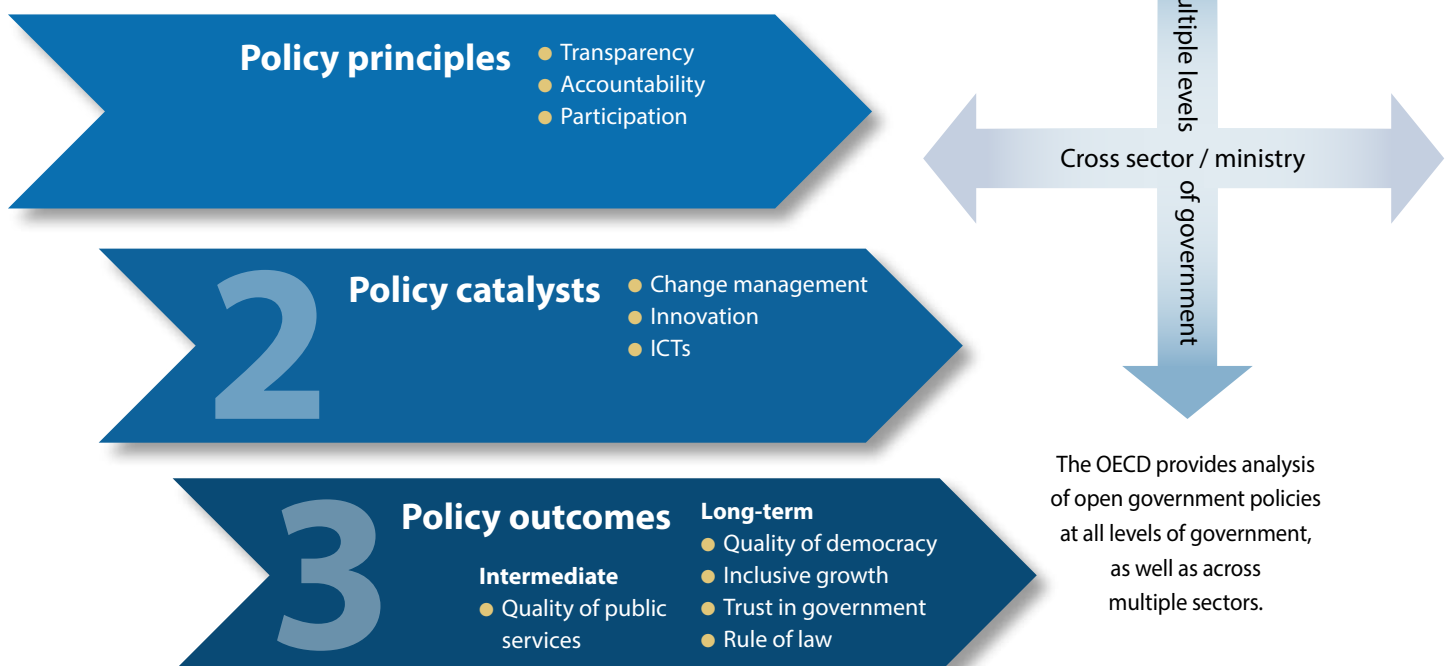 Policy principles
Transparency
Accountability
Participation
2
Policy catalysts
Change management
Innovation
ICTs
3
Policy outcomes
Intermediate
Quality of public
services
Long-term
Quality of democracy
Inclusive growth
Trust in government
Rule of law
levels of government
Cross sector / ministry
The OECD provides analysis
of open government policies
at all levels of government,
as well as across
multiple sectors.